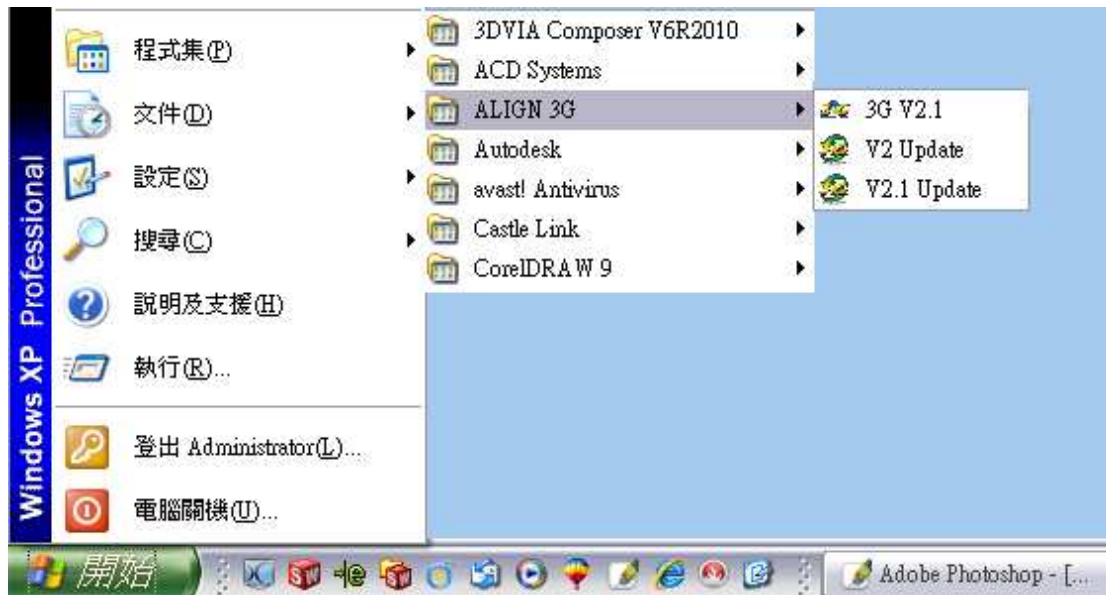 Windows XP Professional
程式集(P)
文件(D)
設定(S)
搜尋(C)
說明及支援(H)
執行(R)...
登出 Administrator(L)...
電腦關機(U)...
3DVIA Composer V6R2010
ACD Systems
ALIGN 3G
Autodesk
avast! Antivirus
Castle Link
CorelDRAW 9
3G V2.1
V2 Update
V2.1 Update
開始
Adobe Photoshop - [...